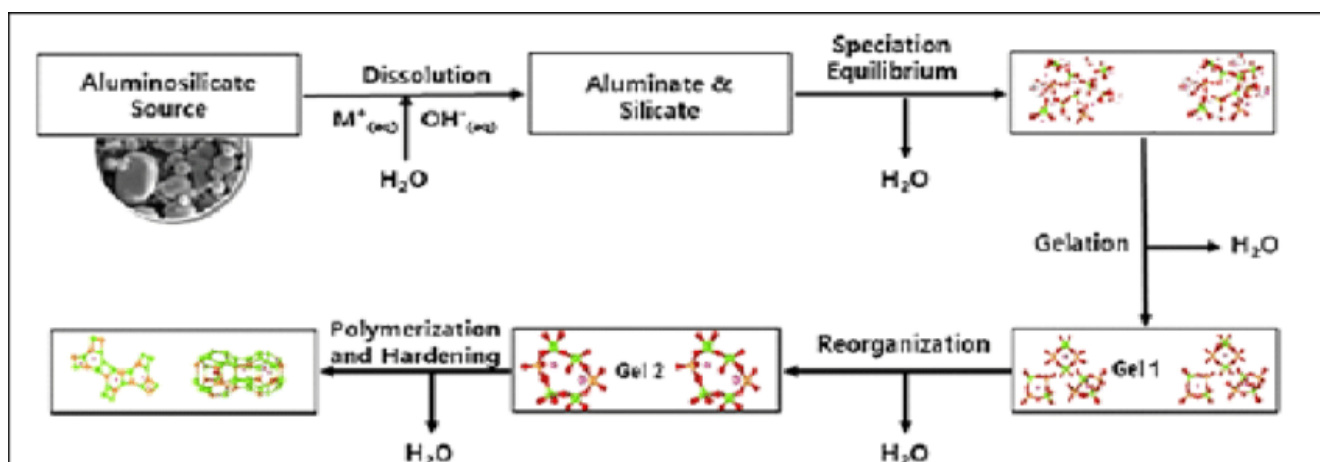 Aluminosilicate
Source
Dissolution
M⁺(aq) OH⁻(aq)
H₂O
Aluminate &
Silicate
Speciation
Equilibrium
H₂O
Gelation
H₂O
Gel 1
Reorganization
H₂O
Gel 2
Polymerization
and Hardening
H₂O